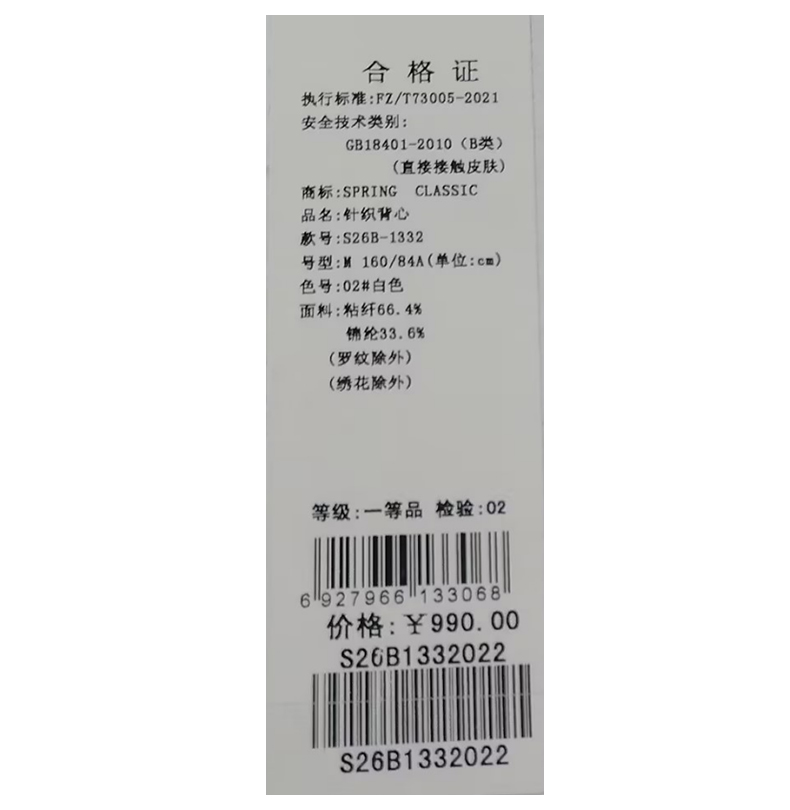 合格证
执行标准:FZ/T73005-2021
安全技术类别:
GB18401-2010（B类）
(直接接触皮肤)
商标:SPRING CLASSIC
品名:针织背心
款号:S26B-1332
号型:M 160/84A(单位:cm)
色号:02#白色
面料:粘纤66.4%
锦纶33.6%
(罗纹除外)
(绣花除外)
等级:一等品 检验:02
6 927966 133068
价格:￥990.00
S26B1332022
S26B1332022